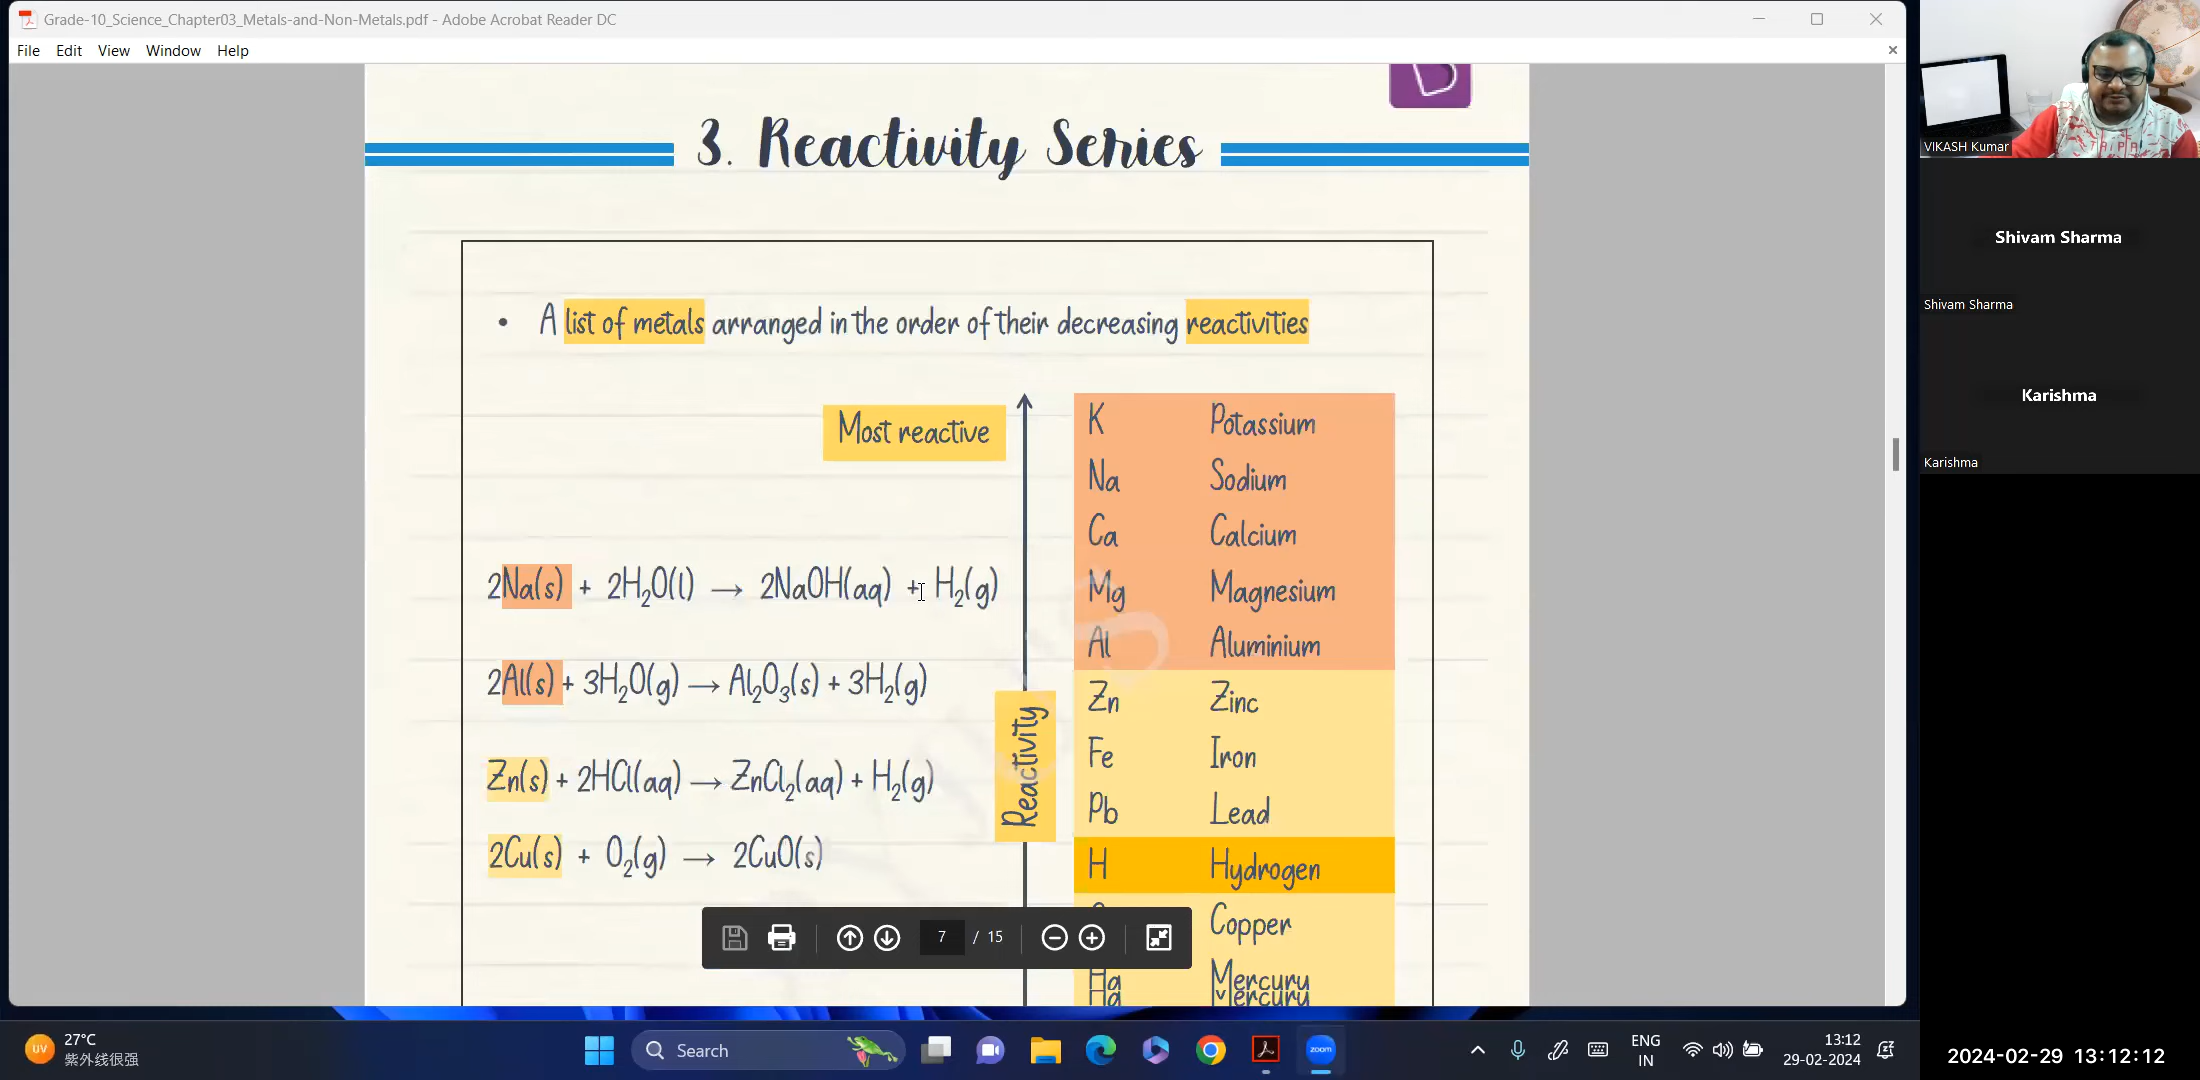 Grade-10_Science_Chapter03_Metals-and-Non-Metals.pdf - Adobe Acrobat Reader DC
File Edit View Window Help
3. Reactivity Series
• A list of metals arranged in the order of their decreasing reactivities
Most reactive
K Potassium
Na Sodium
Ca Calcium
2Na(s) + 2H₂O(l) → 2NaOH(aq) + H₂(g)
Mg Magnesium
Al Aluminium
2Al(s) + 3H₂O(g) → Al₂O₃(s) + 3H₂(g)
Zn Zinc
Reactivity
Fe Iron
Zn(s) + 2HCl(aq) → ZnCl₂(aq) + H₂(g)
Pb Lead
2Cu(s) + O₂(g) → 2CuO(s)
H Hydrogen
Copper
Hg Mercury
7 / 15
VIKASH Kumar
Shivam Sharma
Shivam Sharma
Karishma
Karishma
UV
27°C
紫外线很强
Search
zoom
ENG
IN
13:12
29-02-2024
2024-02-29 13:12:12